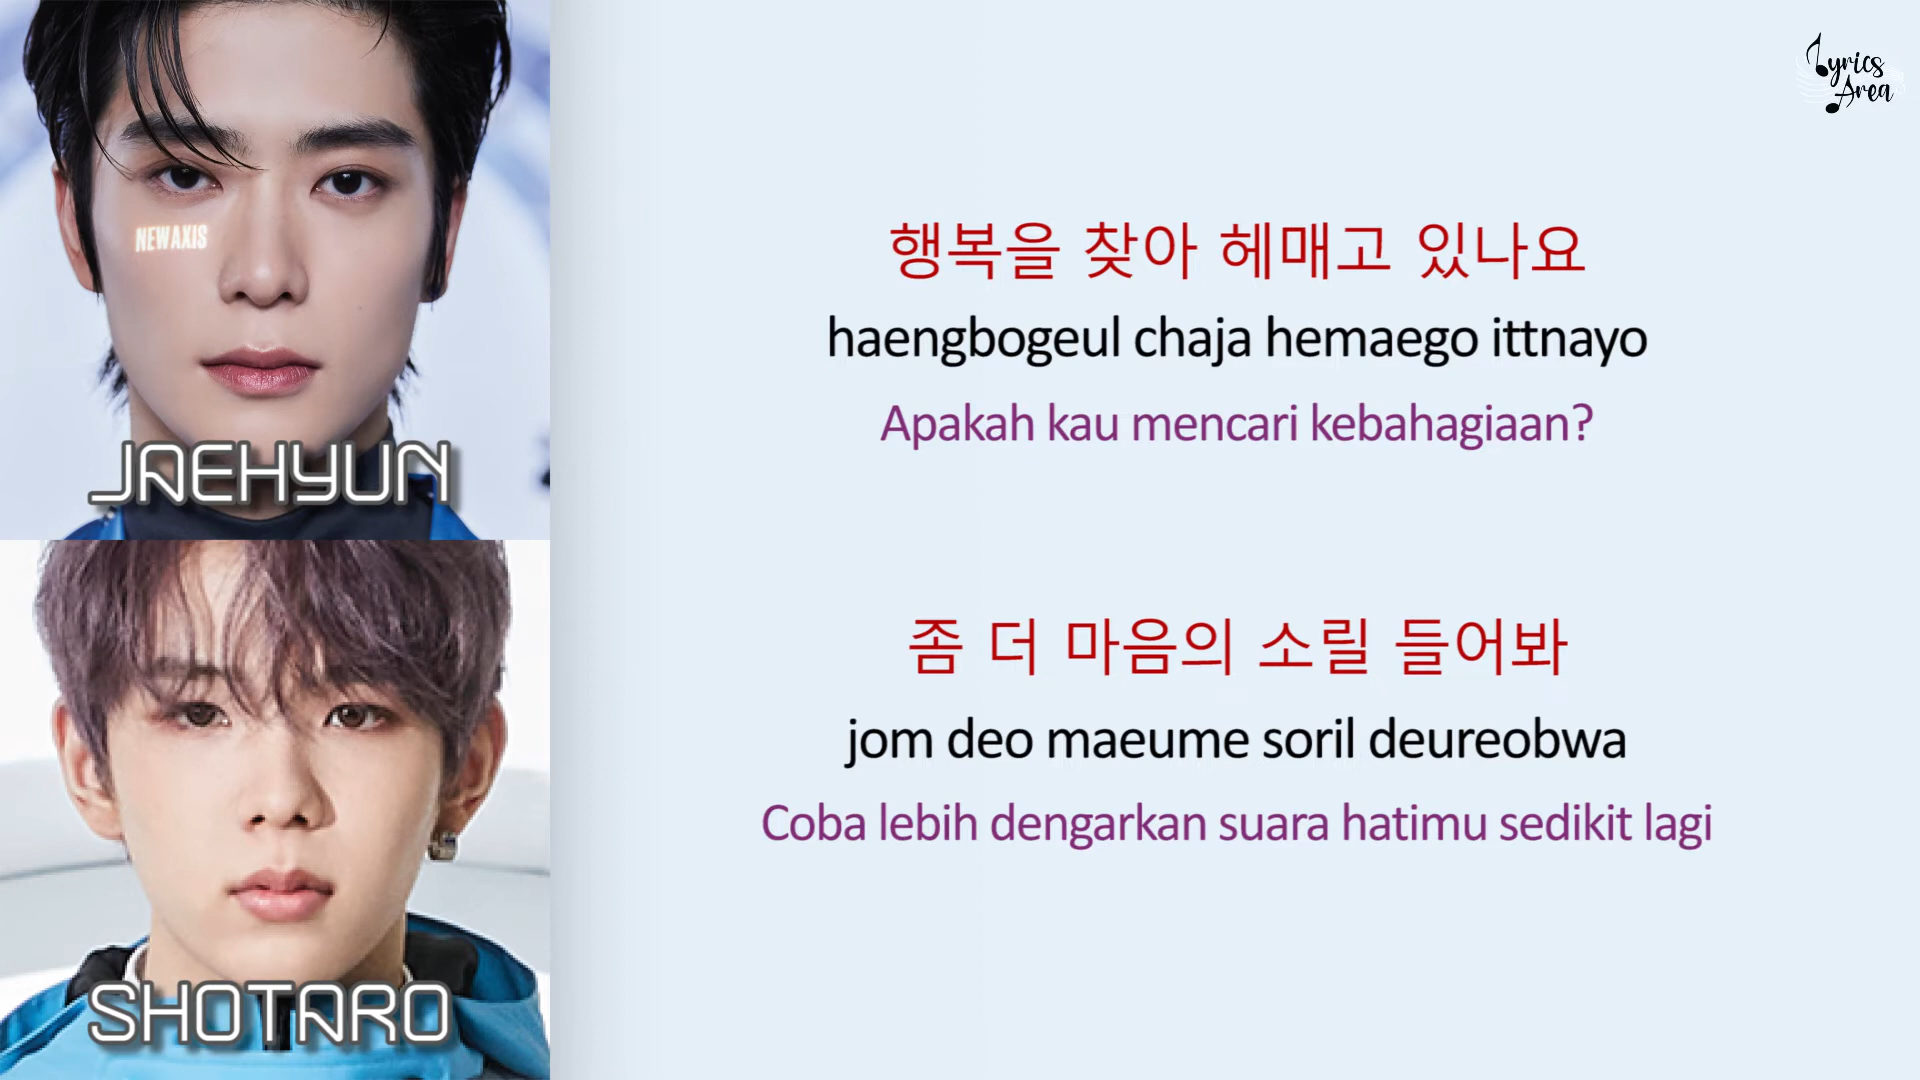 NEWAXIS
JAEHYUN
SHOTARO
Lyrics
Area
행복을 찾아 헤매고 있나요
haengbogeul chaja hemaego ittnayo
Apakah kau mencari kebahagiaan?
좀 더 마음의 소릴 들어봐
jom deo maeume soril deureobwa
Coba lebih dengarkan suara hatimu sedikit lagi